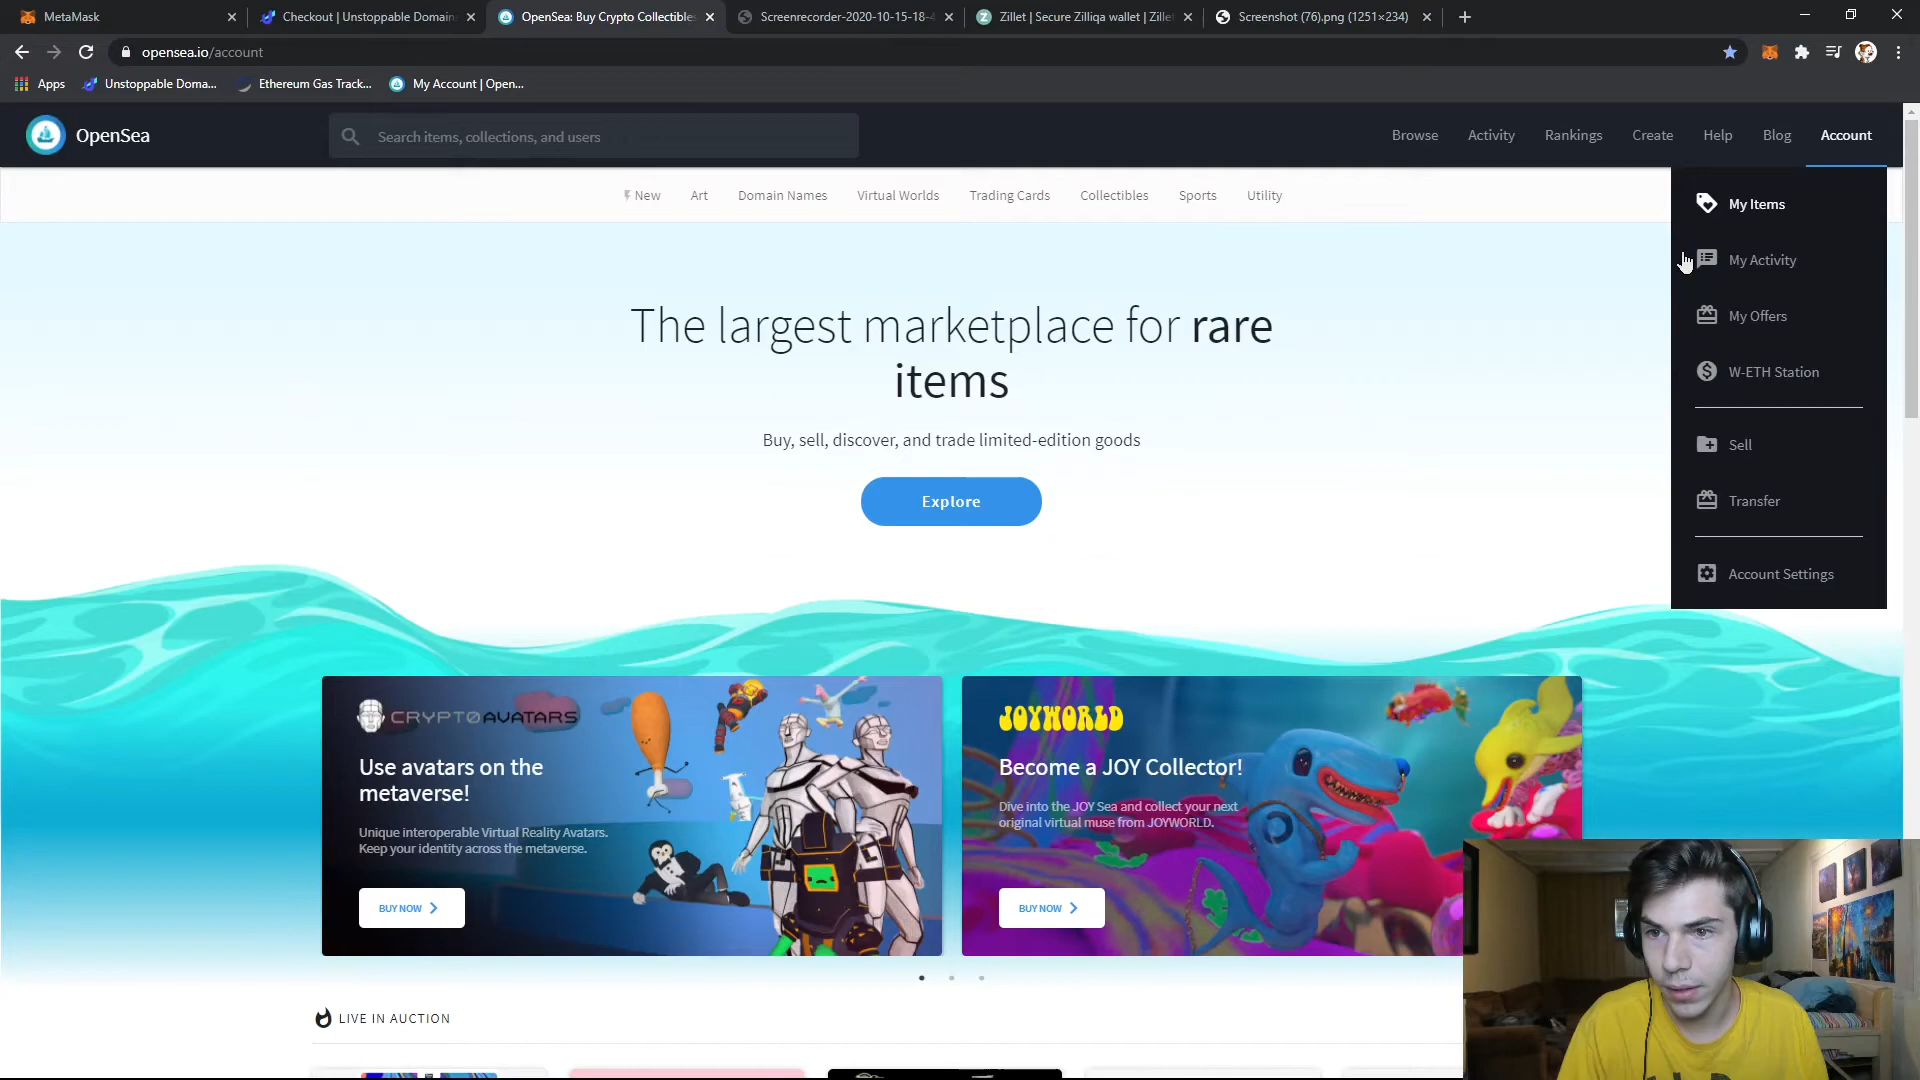 MetaMask
Checkout | Unstoppable Domain
OpenSea: Buy Crypto Collectibles
Screenrecorder-2020-10-15-18-4
Zillet | Secure Zilliqa wallet | Zille
Screenshot (76).png (1251×234)
opensea.io/account
Apps
Unstoppable Doma...
Ethereum Gas Track...
My Account | Open...
OpenSea
Search items, collections, and users
Browse
Activity
Rankings
Create
Help
Blog
Account
New
Art
Domain Names
Virtual Worlds
Trading Cards
Collectibles
Sports
Utility
My Items
My Activity
My Offers
W-ETH Station
Sell
Transfer
Account Settings
The largest marketplace for rare
items
Buy, sell, discover, and trade limited-edition goods
Explore
CRYPTOAVATARS
Use avatars on the
metaverse!
Unique interoperable Virtual Reality Avatars.
Keep your identity across the metaverse.
BUY NOW
JOYWORLD
Become a JOY Collector!
Dive into the JOY Sea and collect your next
original virtual muse from JOYWORLD.
BUY NOW
LIVE IN AUCTION